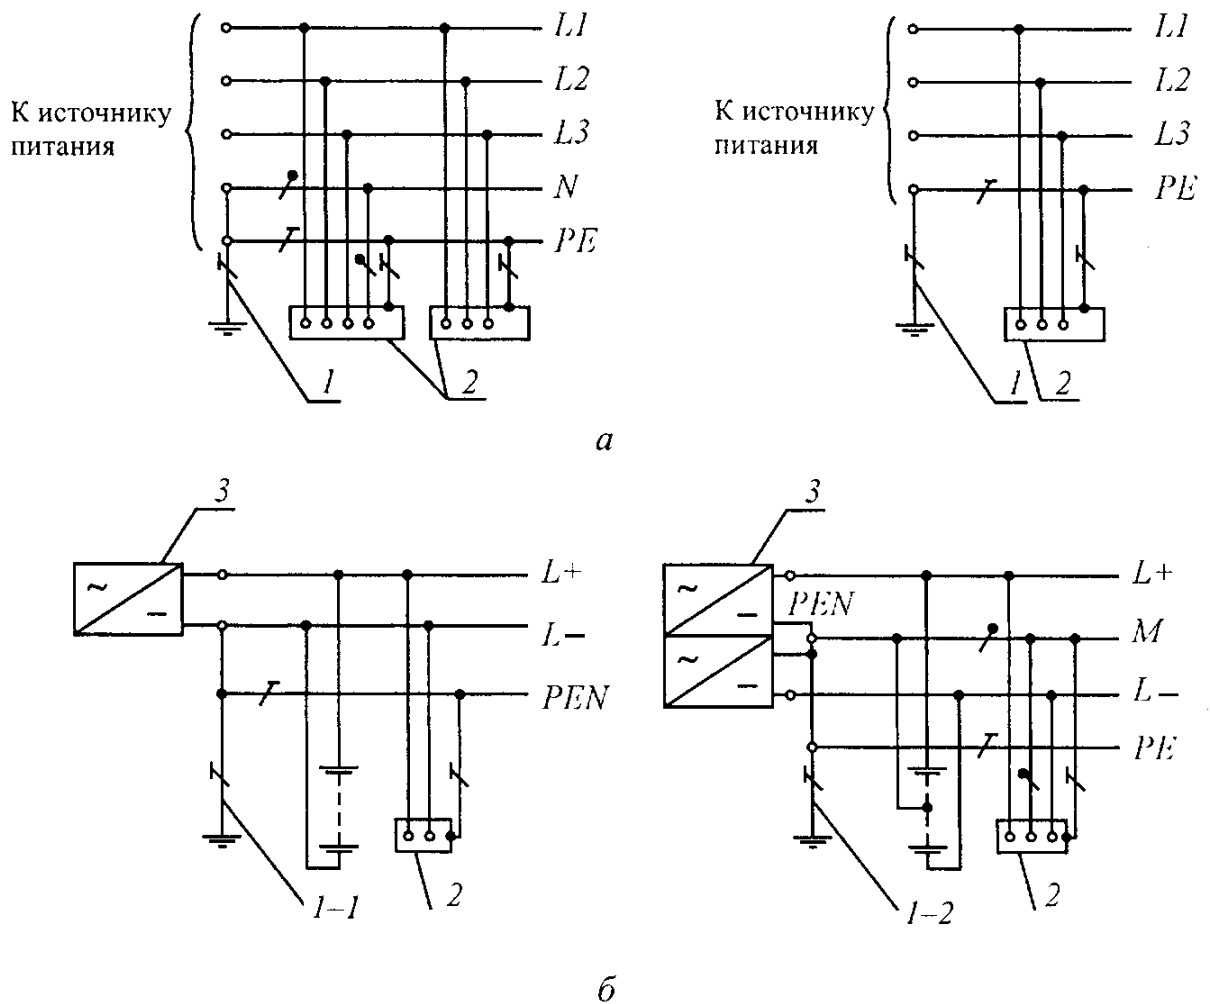 L1
L2
К источнику
питания
L3
N
PE
1
2
L1
L2
К источнику
питания
L3
PE
1
2
а
3
L+
L−
PEN
1–1
2
3
L+
PEN
M
L−
PE
1–2
2
б